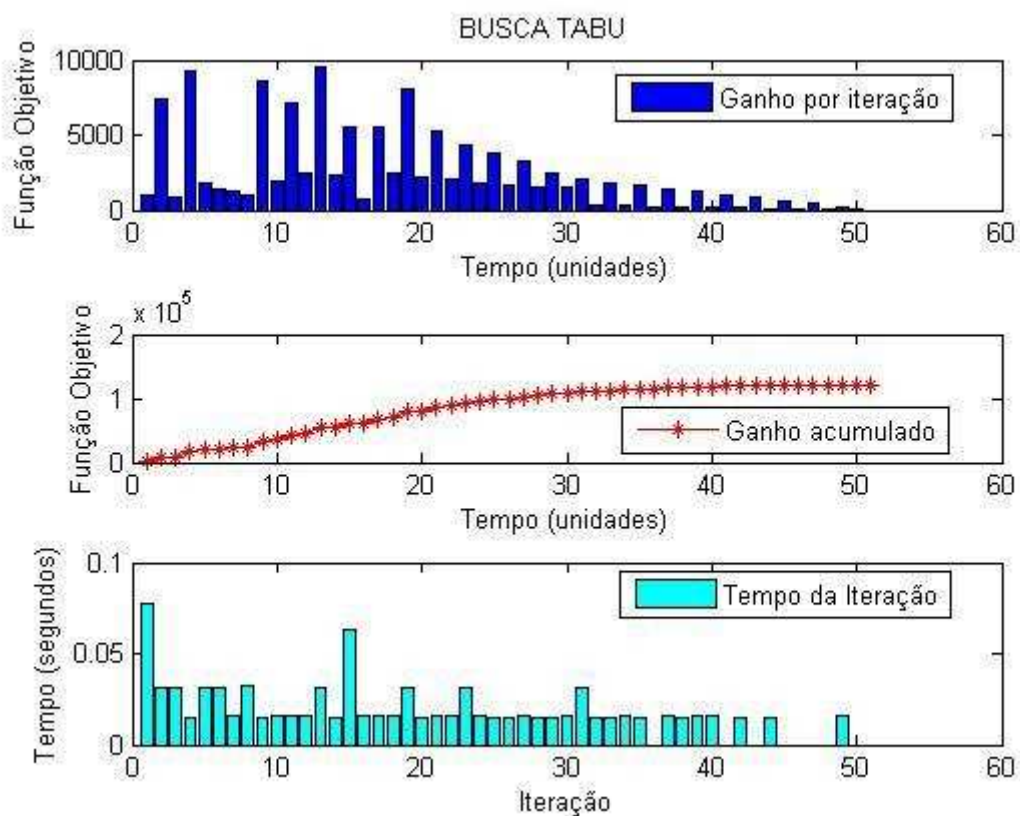 BUSCA TABU
Função Objetivo
10000
5000
0
Ganho por iteração
0 10 20 30 40 50 60
Tempo (unidades)
x 10^5
Função Objetivo
2
1
0
Ganho acumulado
0 10 20 30 40 50 60
Tempo (unidades)
Tempo (segundos)
0.1
0.05
0
Tempo da Iteração
0 10 20 30 40 50 60
Iteração